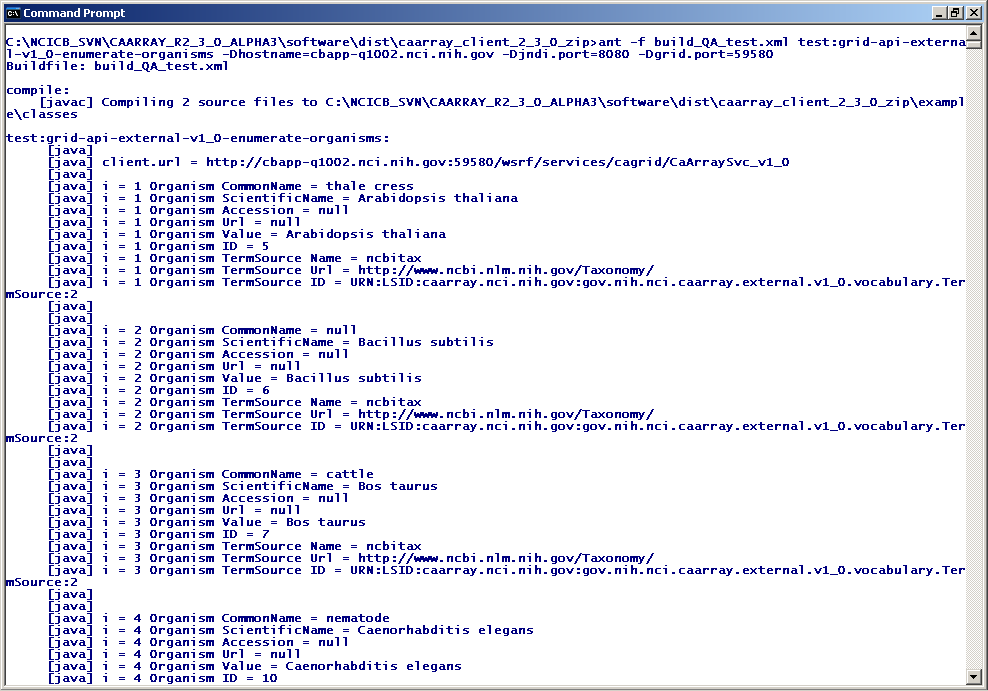 Command Prompt
C:\NCICB_SVN\CAARRAY_R2_3_0_ALPHA3\software\dist\caarray_client_2_3_0_zip>ant -f build_QA_test.xml test:grid-api-externa
l-v1_0-enumerate-organisms -Dhostname=cbapp-q1002.nci.nih.gov -Djndi.port=8080 -Dgrid.port=59580
Buildfile: build_QA_test.xml
compile:
[javac] Compiling 2 source files to C:\NCICB_SVN\CAARRAY_R2_3_0_ALPHA3\software\dist\caarray_client_2_3_0_zip\exampl
e\classes
test:grid-api-external-v1_0-enumerate-organisms:
[java]
[java] client.url = http://cbapp-q1002.nci.nih.gov:59580/wsrf/services/cagrid/CaArraySvc_v1_0
[java]
[java] i = 1 Organism CommonName = thale cress
[java] i = 1 Organism ScientificName = Arabidopsis thaliana
[java] i = 1 Organism Accession = null
[java] i = 1 Organism Url = null
[java] i = 1 Organism Value = Arabidopsis thaliana
[java] i = 1 Organism ID = 5
[java] i = 1 Organism TermSource Name = ncbitax
[java] i = 1 Organism TermSource Url = http://www.ncbi.nlm.nih.gov/Taxonomy/
[java] i = 1 Organism TermSource ID = URN:LSID:caarray.nci.nih.gov:gov.nih.nci.caarray.external.v1_0.vocabulary.Ter
mSource:2
[java]
[java]
[java] i = 2 Organism CommonName = null
[java] i = 2 Organism ScientificName = Bacillus subtilis
[java] i = 2 Organism Accession = null
[java] i = 2 Organism Url = null
[java] i = 2 Organism Value = Bacillus subtilis
[java] i = 2 Organism ID = 6
[java] i = 2 Organism TermSource Name = ncbitax
[java] i = 2 Organism TermSource Url = http://www.ncbi.nlm.nih.gov/Taxonomy/
[java] i = 2 Organism TermSource ID = URN:LSID:caarray.nci.nih.gov:gov.nih.nci.caarray.external.v1_0.vocabulary.Ter
mSource:2
[java]
[java]
[java] i = 3 Organism CommonName = cattle
[java] i = 3 Organism ScientificName = Bos taurus
[java] i = 3 Organism Accession = null
[java] i = 3 Organism Url = null
[java] i = 3 Organism Value = Bos taurus
[java] i = 3 Organism ID = 7
[java] i = 3 Organism TermSource Name = ncbitax
[java] i = 3 Organism TermSource Url = http://www.ncbi.nlm.nih.gov/Taxonomy/
[java] i = 3 Organism TermSource ID = URN:LSID:caarray.nci.nih.gov:gov.nih.nci.caarray.external.v1_0.vocabulary.Ter
mSource:2
[java]
[java]
[java] i = 4 Organism CommonName = nematode
[java] i = 4 Organism ScientificName = Caenorhabditis elegans
[java] i = 4 Organism Accession = null
[java] i = 4 Organism Url = null
[java] i = 4 Organism Value = Caenorhabditis elegans
[java] i = 4 Organism ID = 10